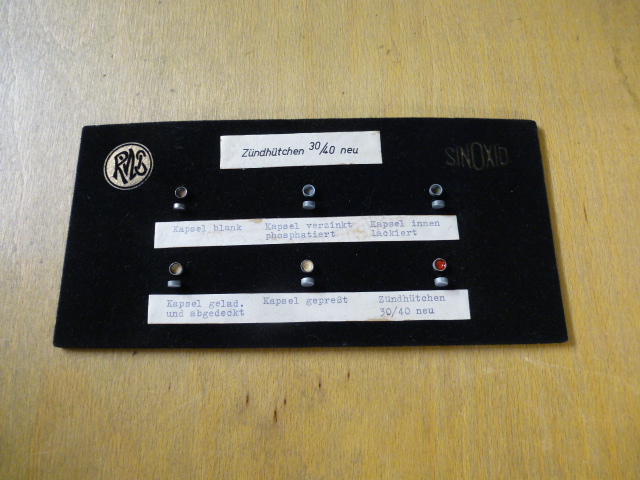 RWS
Zündhütchen 30/40 neu
SINOXID
Kapsel blank
Kapsel verzinkt
phosphatiert
Kapsel innen
lackiert
Kapsel gelad.
und abgedeckt
Kapsel gepreßt
Zündhütchen
30/40 neu